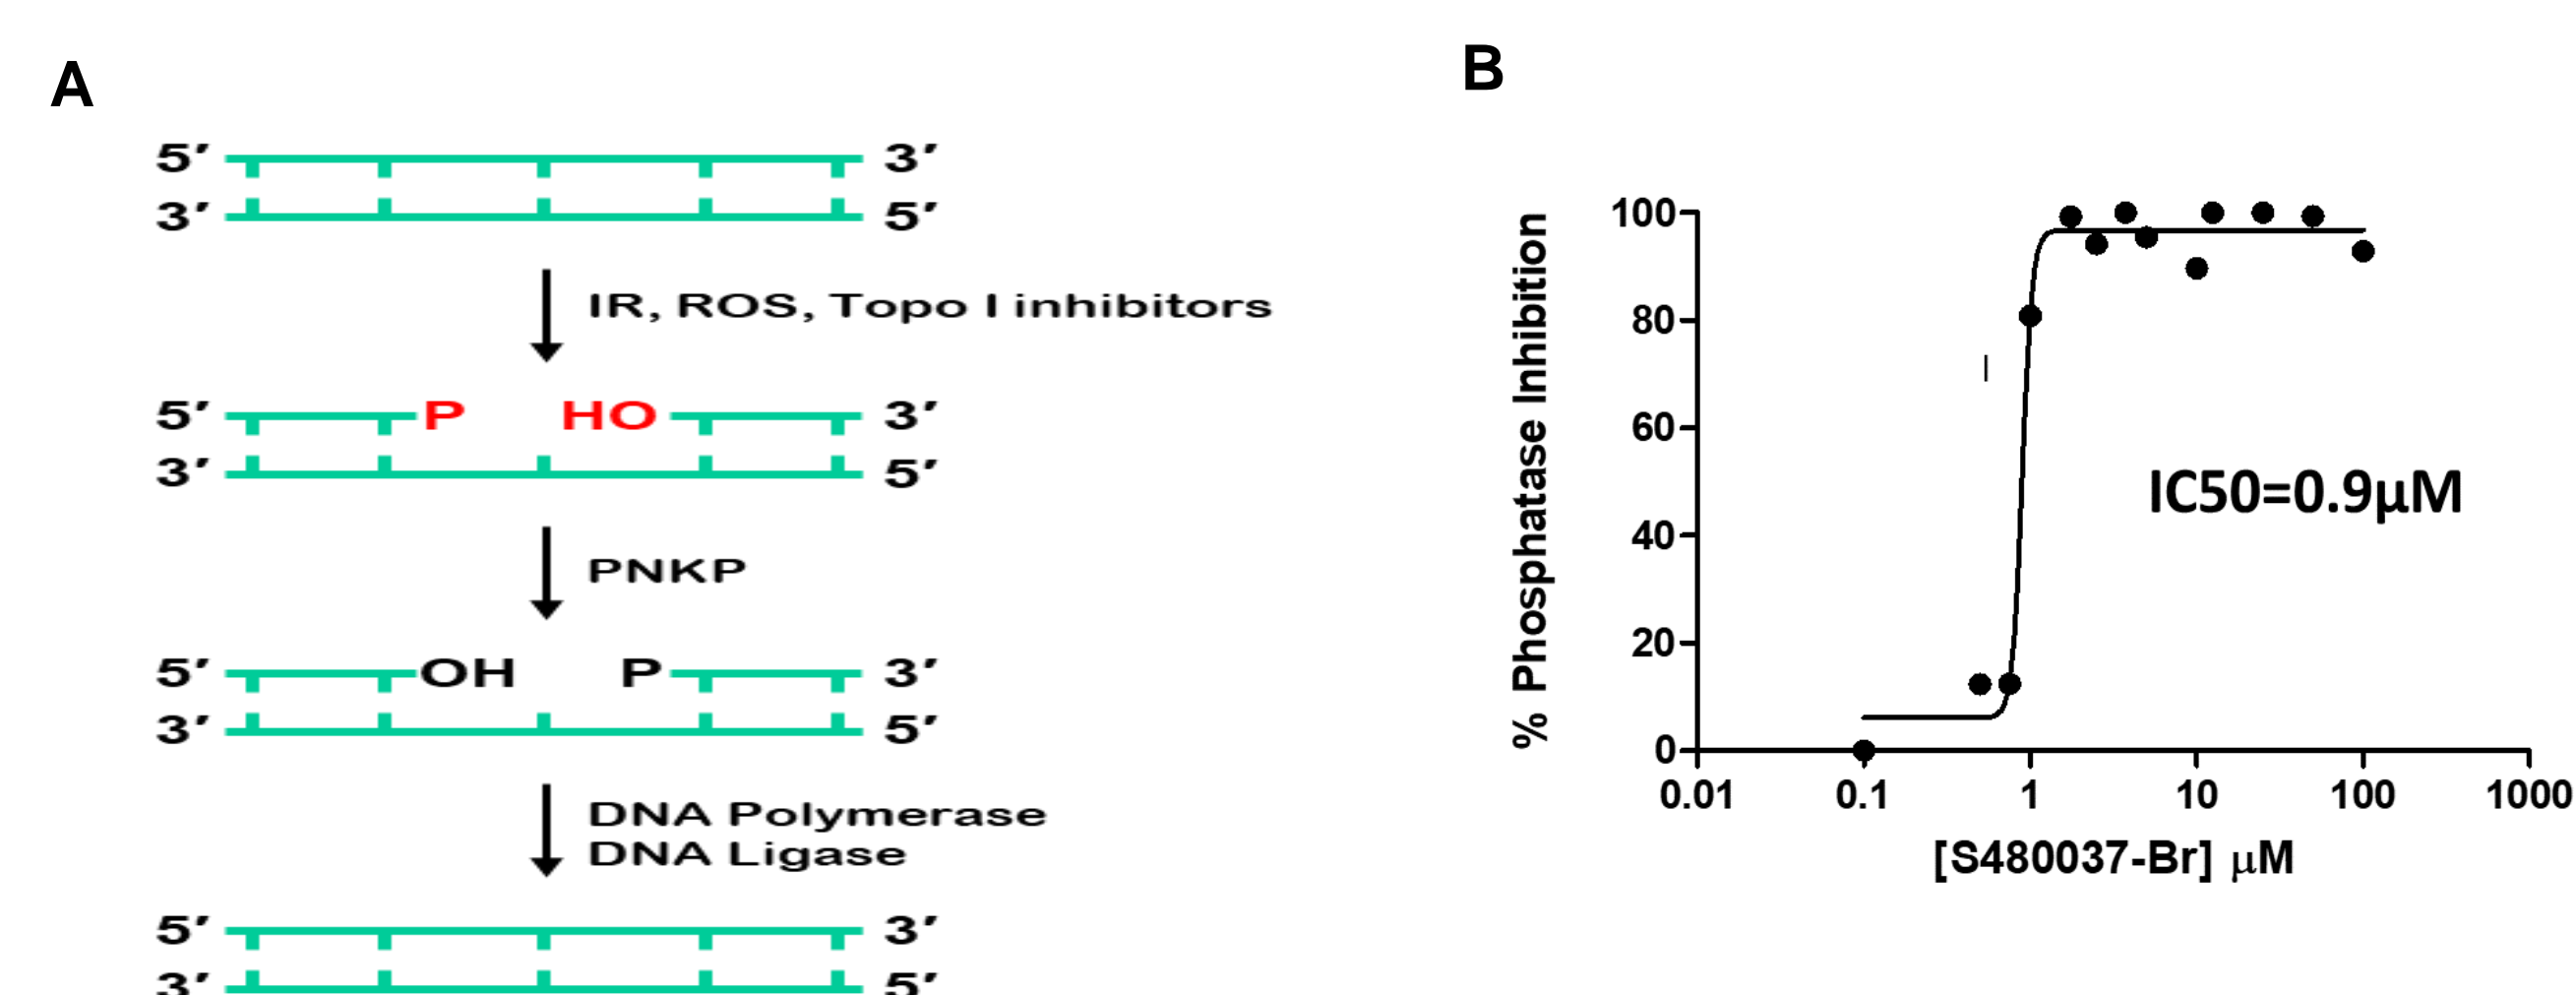 A
5′ 3′
3′ 5′
IR, ROS, Topo I inhibitors
5′ P HO 3′
3′ 5′
PNKP
5′ OH P 3′
3′ 5′
DNA Polymerase
DNA Ligase
5′ 3′
3′ 5′
B
% Phosphatase Inhibition
100
80
60
40
20
0
IC50=0.9μM
0.01 0.1 1 10 100 1000
[S480037-Br] μM